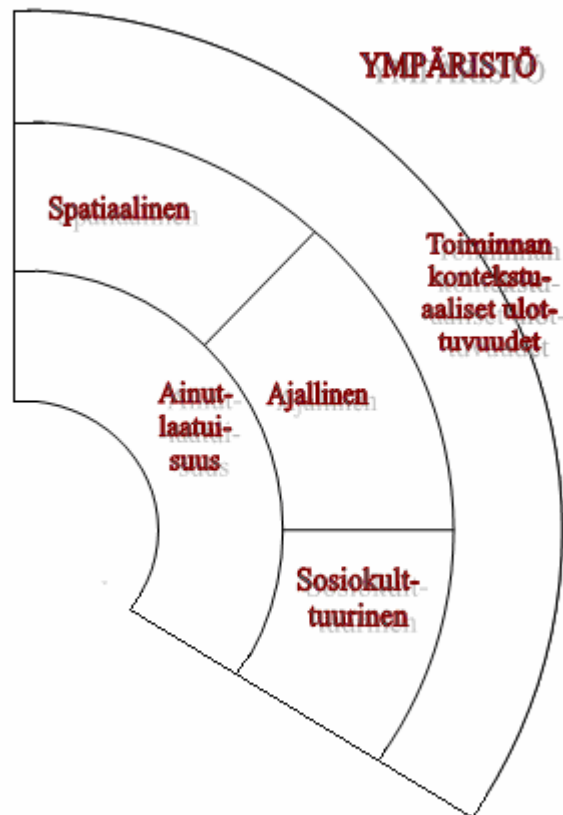 YMPÄRISTÖ
Spatiaalinen
Toiminnan
kontekstu-
aaliset ulot-
tuvuudet
Ainut-
laatui-
suus
Ajallinen
Sosiokult-
tuurinen